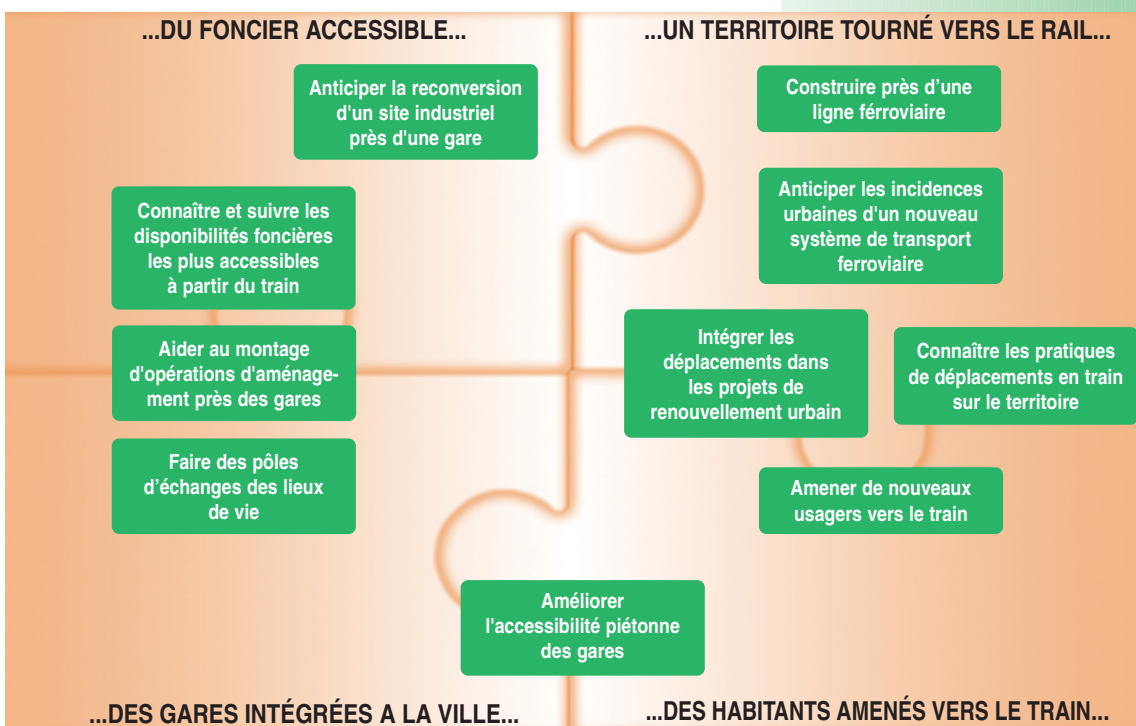 ...DU FONCIER ACCESSIBLE...
...UN TERRITOIRE TOURNÉ VERS LE RAIL...
Anticiper la reconversion
d'un site industriel
près d'une gare
Construire près d’une
ligne férroviaire
Connaître et suivre les
disponibilités foncières
les plus accessibles
à partir du train
Anticiper les incidences
urbaines d'un nouveau
système de transport
ferroviaire
Aider au montage
d'opérations d'aménage-
ment près des gares
Intégrer les
déplacements dans
les projets de
renouvellement urbain
Connaître les pratiques
de déplacements en train
sur le territoire
Faire des pôles
d’échanges des lieux
de vie
Amener de nouveaux
usagers vers le train
Améliorer
l'accessibilité piétonne
des gares
...DES GARES INTÉGRÉES A LA VILLE...
...DES HABITANTS AMENÉS VERS LE TRAIN...